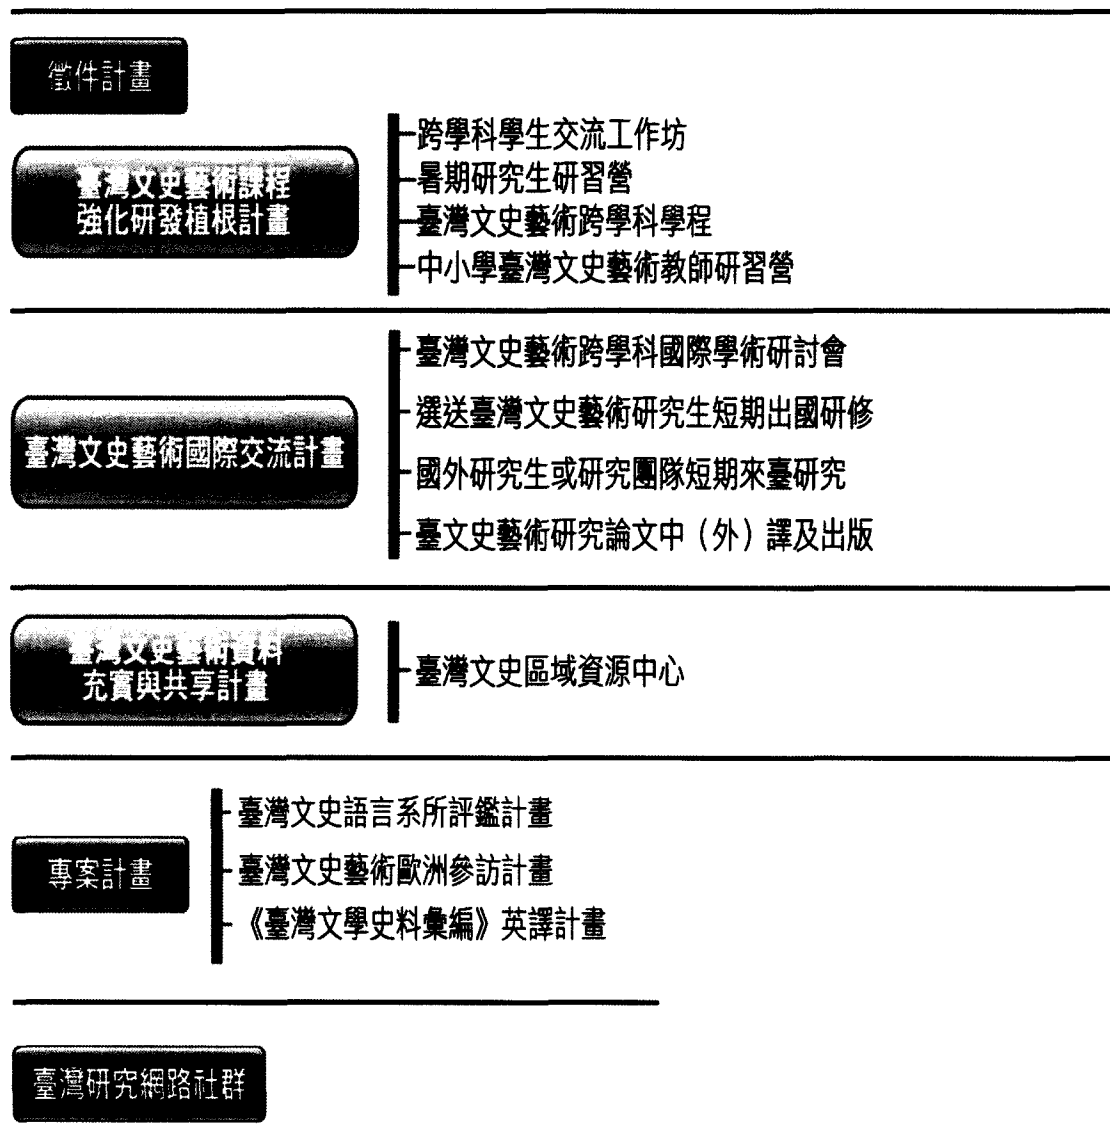 徵件計畫
臺灣文史藝術課程
強化研發植根計畫
跨學科學生交流工作坊
暑期研究生研習營
臺灣文史藝術跨學科學程
中小學臺灣文史藝術教師研習營
臺灣文史藝術國際交流計畫
臺灣文史藝術跨學科國際學術研討會
選送臺灣文史藝術研究生短期出國研修
國外研究生或研究團隊短期來臺研究
臺文史藝術研究論文中（外）譯及出版
臺灣文史藝術資料
充實與共享計畫
臺灣文史區域資源中心
專案計畫
臺灣文史語言系所評鑑計畫
臺灣文史藝術歐洲參訪計畫
《臺灣文學史料彙編》英譯計畫
臺灣研究網路社群